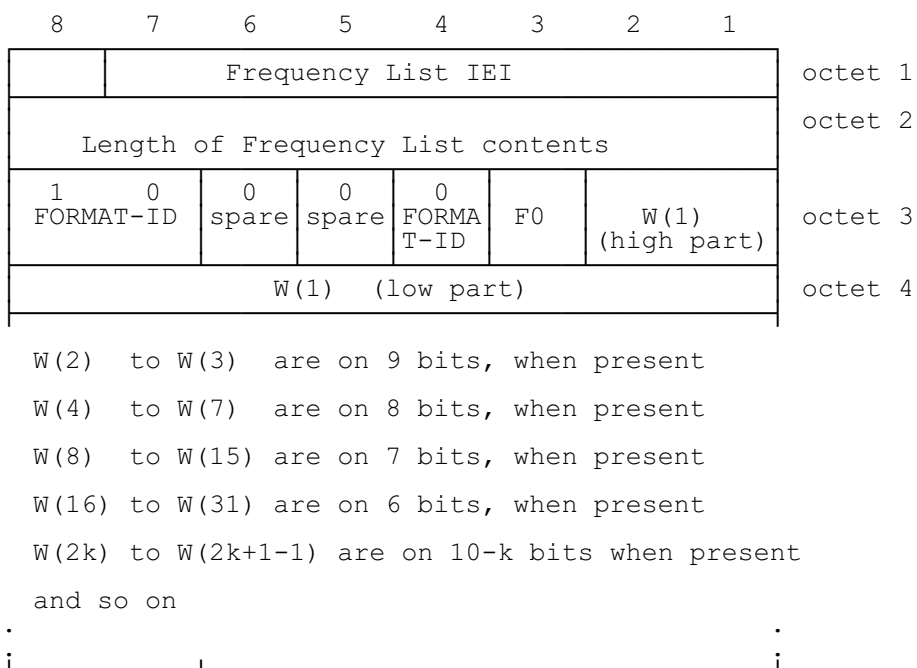 8 7 6 5 4 3 2 1
Frequency List IEI octet 1
octet 2
Length of Frequency List contents
1 0 0 0 0
FORMAT-ID spare spare FORMA F0 W(1) octet 3
T-ID (high part)
W(1) (low part) octet 4
W(2) to W(3) are on 9 bits, when present
W(4) to W(7) are on 8 bits, when present
W(8) to W(15) are on 7 bits, when present
W(16) to W(31) are on 6 bits, when present
W(2k) to W(2k+1-1) are on 10-k bits when present
and so on